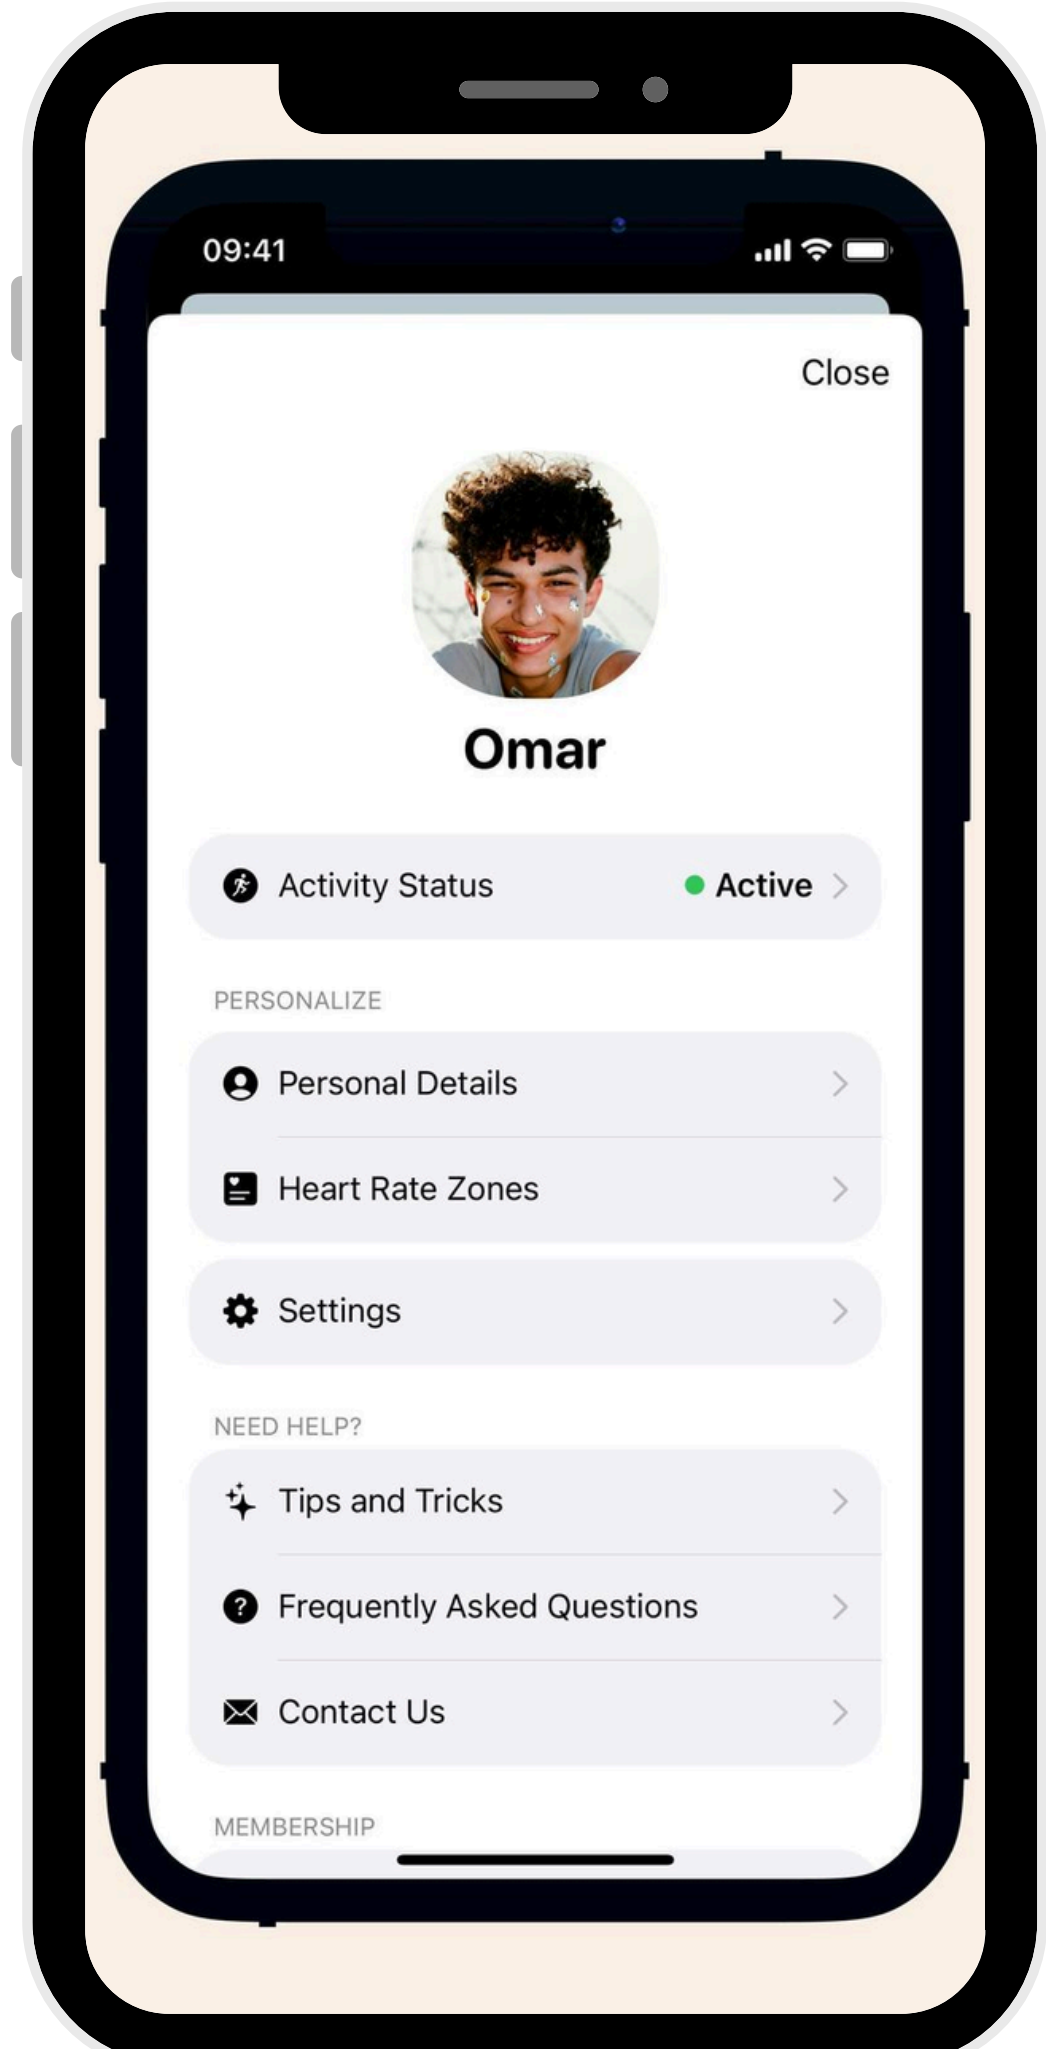 09:41
Close
Omar
Activity Status
Active
PERSONALIZE
Personal Details
Heart Rate Zones
Settings
NEED HELP?
Tips and Tricks
Frequently Asked Questions
Contact Us
MEMBERSHIP